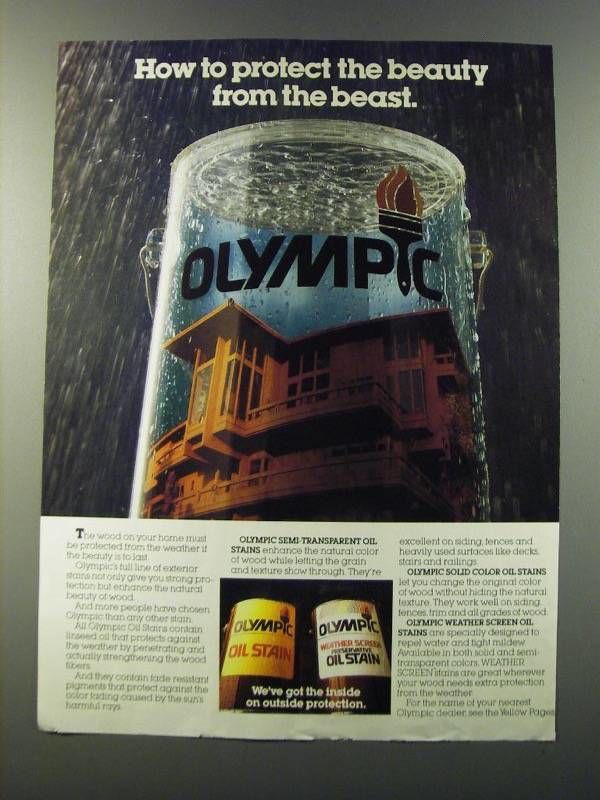 How to protect the beauty
from the beast.
OLYMPIC
The wood on your home must
be protected from the weather if
the beauty is to last.
Olympic's full line of exterior
stains not only give you strong pro-
tection but enhance the natural
beauty of wood.
And more people have chosen
Olympic than any other stain.
All Olympic Oil Stains contain
linseed oil that protects against
the weather by penetrating and
actually strengthening the wood
fibers.
And they contain fade resistant
pigments that protect against the
color fading caused by the sun's
harmful rays.
OLYMPIC SEMI-TRANSPARENT OIL
STAINS enhance the natural color
of wood while letting the grain
and texture show through. They're
OLYMPIC
OIL STAIN
OLYMPIC
WEATHER SCREEN
PRESERVATIVE
OIL STAIN
We've got the inside
on outside protection.
excellent on siding, fences and
heavily used surfaces like decks,
stairs and railings.
OLYMPIC SOLID COLOR OIL STAINS
let you change the original color
of wood without hiding the natural
texture. They work well on siding,
fences, trim and all grades of wood.
OLYMPIC WEATHER SCREEN OIL
STAINS are specially designed to
repel water and fight mildew.
Available in both solid and semi-
transparent colors, WEATHER
SCREEN stains are great wherever
your wood needs extra protection
from the weather.
For the name of your nearest
Olympic dealer, see the Yellow Pages